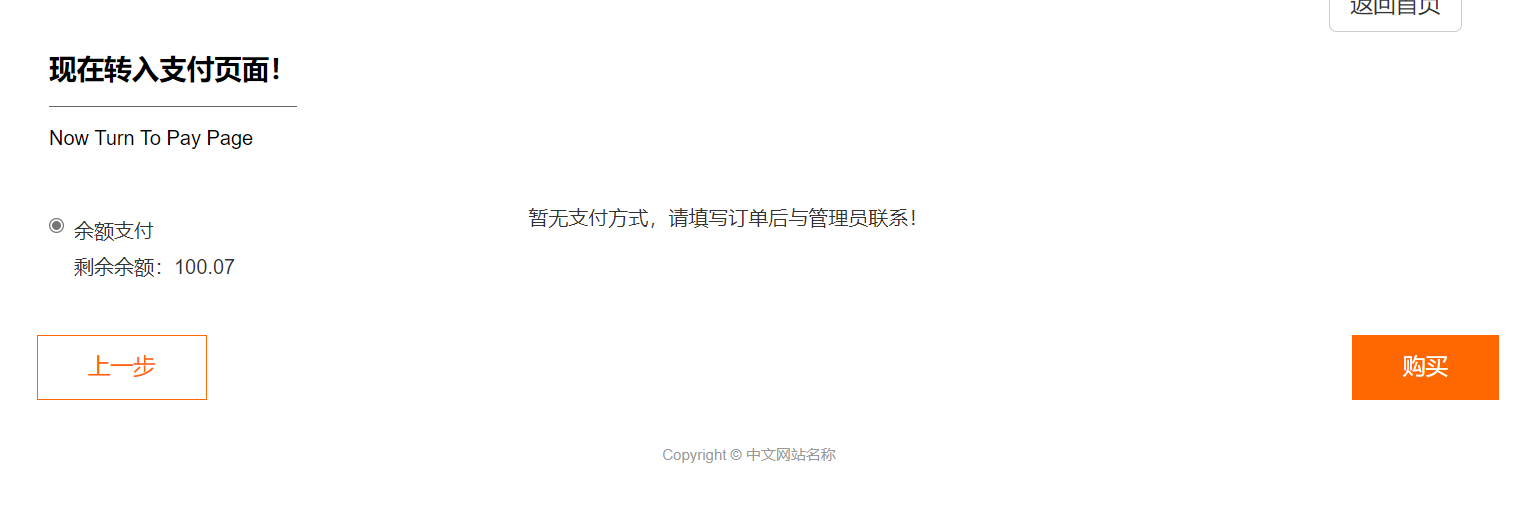 返回首页
现在转入支付页面！
Now Turn To Pay Page
余额支付
暂无支付方式，请填写订单后与管理员联系！
剩余余额：100.07
上一步
购买
Copyright © 中文网站名称